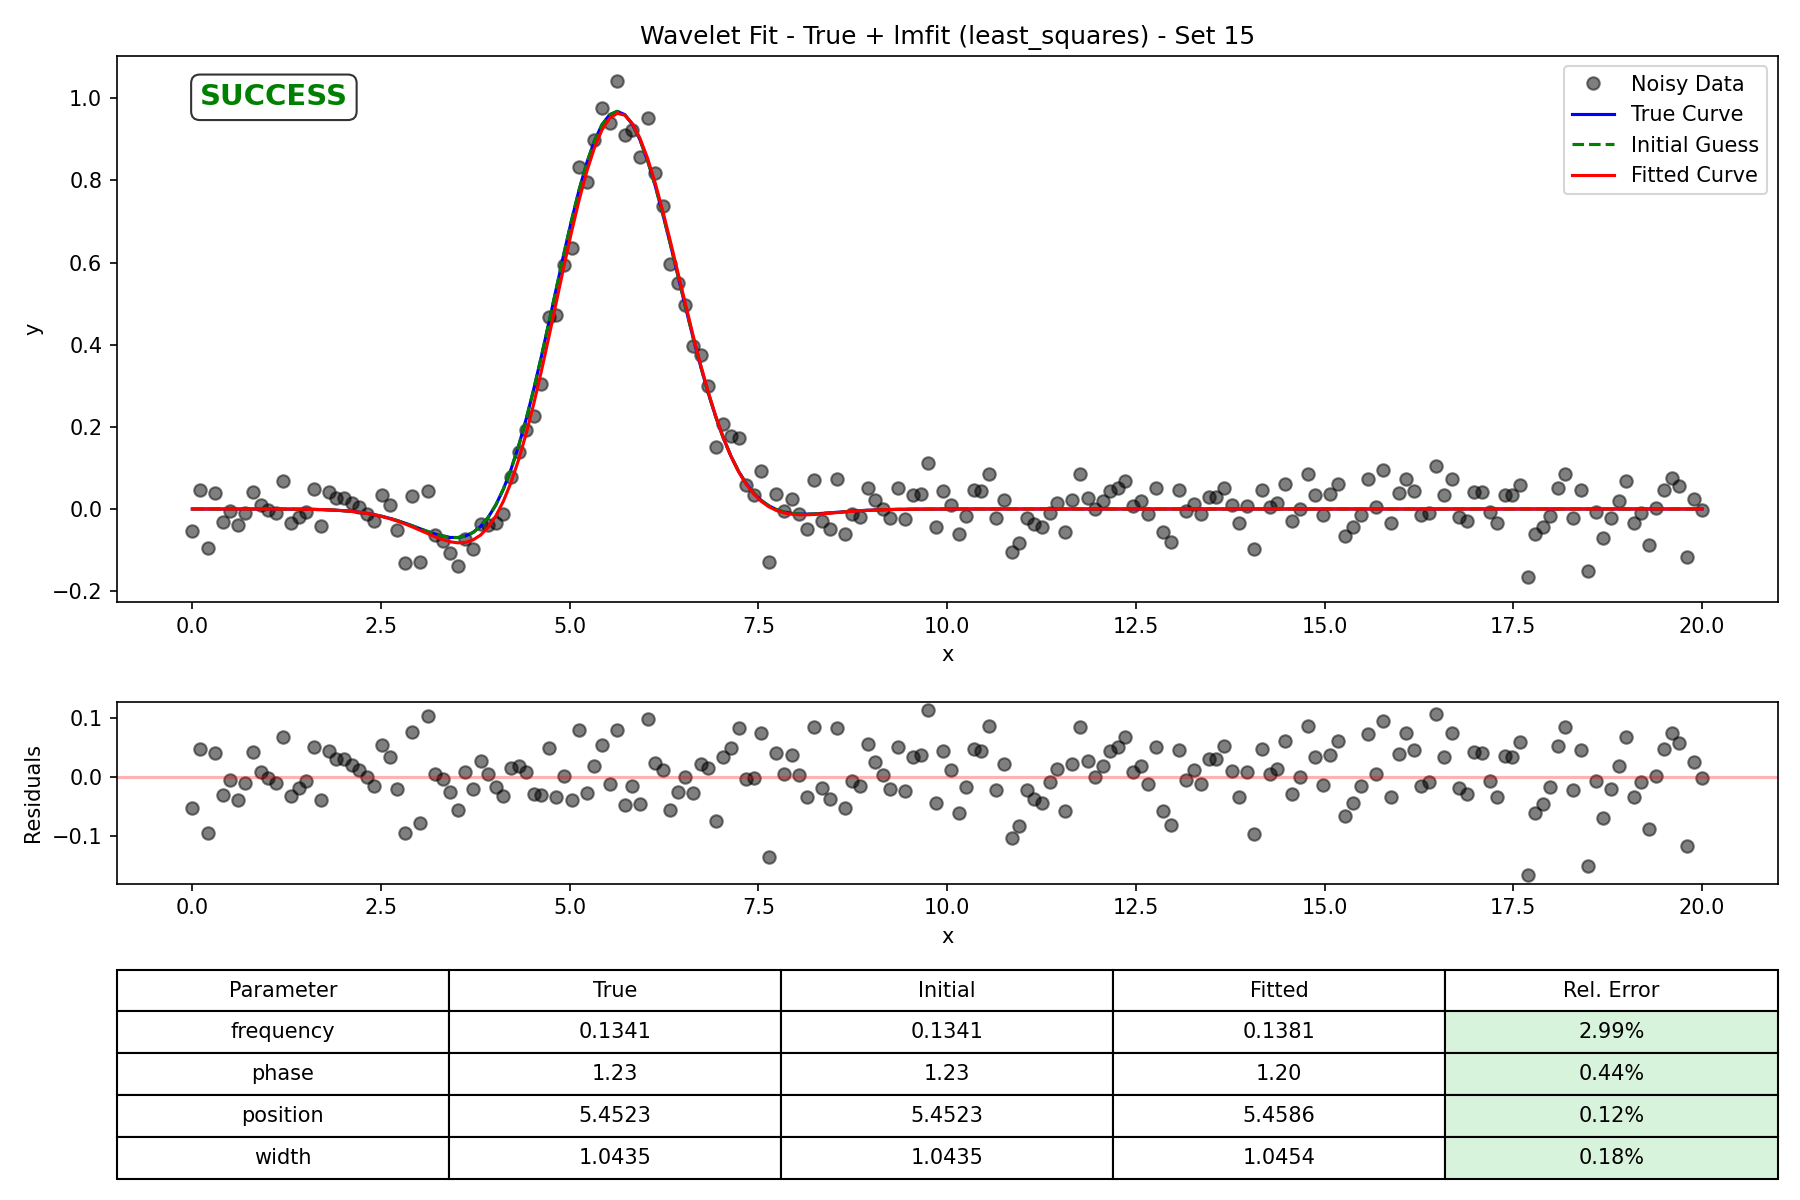 Wavelet Fit - True + lmfit (least_squares) - Set 15
SUCCESS
Noisy Data
True Curve
Initial Guess
Fitted Curve
y
1.0
0.8
0.6
0.4
0.2
0.0
−0.2
0.0 2.5 5.0 7.5 10.0 12.5 15.0 17.5 20.0
x
Residuals
0.1
0.0
−0.1
0.0 2.5 5.0 7.5 10.0 12.5 15.0 17.5 20.0
x
Parameter True Initial Fitted Rel. Error
frequency 0.1341 0.1341 0.1381 2.99%
phase 1.23 1.23 1.20 0.44%
position 5.4523 5.4523 5.4586 0.12%
width 1.0435 1.0435 1.0454 0.18%